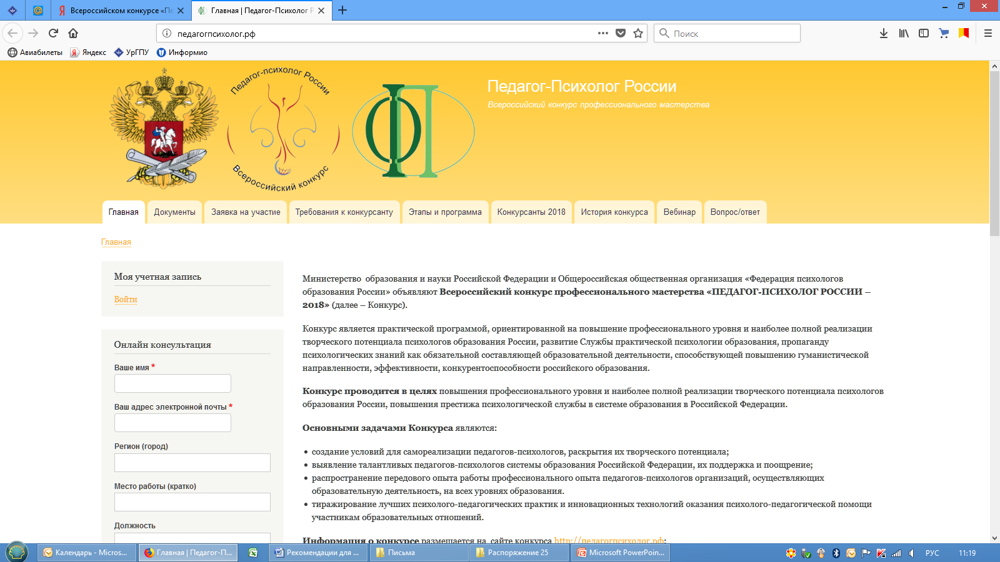 Всероссийском конкурсе «Пе
Главная | Педагог-Психолог Р
педагогпсихолог.рф
Поиск
Авиабилеты
Яндекс
УрГПУ
Информио
Педагог-психолог России
Всероссийский конкурс
Педагог-Психолог России
Всероссийский конкурс профессионального мастерства
Главная
Документы
Заявка на участие
Требования к конкурсанту
Этапы и программа
Конкурсанты 2018
История конкурса
Вебинар
Вопрос/ответ
Главная
Моя учетная запись
Войти
Онлайн консультация
Ваше имя *
Ваш адрес электронной почты *
Регион (город)
Место работы (кратко)
Должность
Министерство образования и науки Российской Федерации и Общероссийская общественная организация «Федерация психологов
образования России» объявляют Всероссийский конкурс профессионального мастерства «ПЕДАГОГ-ПСИХОЛОГ РОССИИ –
2018» (далее – Конкурс).
Конкурс является практической программой, ориентированной на повышение профессионального уровня и наиболее полной реализации
творческого потенциала психологов образования России, развитие Службы практической психологии образования, пропаганду
психологических знаний как обязательной составляющей образовательной деятельности, способствующей повышению гуманистической
направленности, эффективности, конкурентоспособности российского образования.
Конкурс проводится в целях повышения профессионального уровня и наиболее полной реализации творческого потенциала психологов
образования России, повышения престижа психологической службы в системе образования в Российской Федерации.
Основными задачами Конкурса являются:
• создание условий для самореализации педагогов-психологов, раскрытия их творческого потенциала;
• выявление талантливых педагогов-психологов системы образования Российской Федерации, их поддержка и поощрение;
• распространение передового опыта работы профессионального опыта педагогов-психологов организаций, осуществляющих
образовательную деятельность, на всех уровнях образования.
• тиражирование лучших психолого-педагогических практик и инновационных технологий оказания психолого-педагогической помощи
участникам образовательных отношений.
Информация о конкурсе размещается на сайте конкурса http://педагогпсихолог.рф;
Календарь - Micros...
Главная | Педагог-П...
Рекомендации для ...
Письма
Распоряжение 25
Microsoft PowerPoin...
РУС
11:19